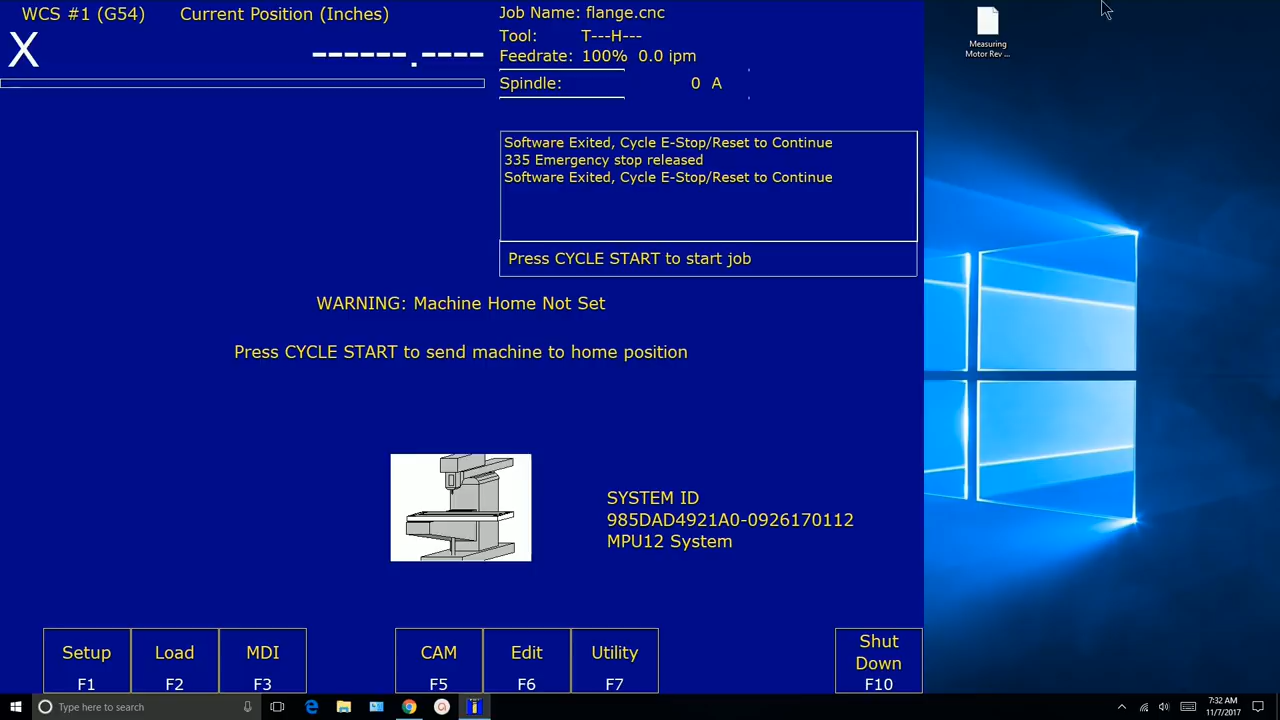 WCS #1 (G54) Current Position (Inches)
X ------.----
Job Name: flange.cnc
Tool: T---H---
Feedrate: 100% 0.0 ipm
Spindle: 0 A
Software Exited, Cycle E-Stop/Reset to Continue
335 Emergency stop released
Software Exited, Cycle E-Stop/Reset to Continue
Press CYCLE START to start job
WARNING: Machine Home Not Set
Press CYCLE START to send machine to home position
SYSTEM ID
985DAD4921A0-0926170112
MPU12 System
Setup
F1
Load
F2
MDI
F3
CAM
F5
Edit
F6
Utility
F7
Shut
Down
F10
Measuring
Motor Rev ...
Type here to search
7:32 AM
11/7/2017